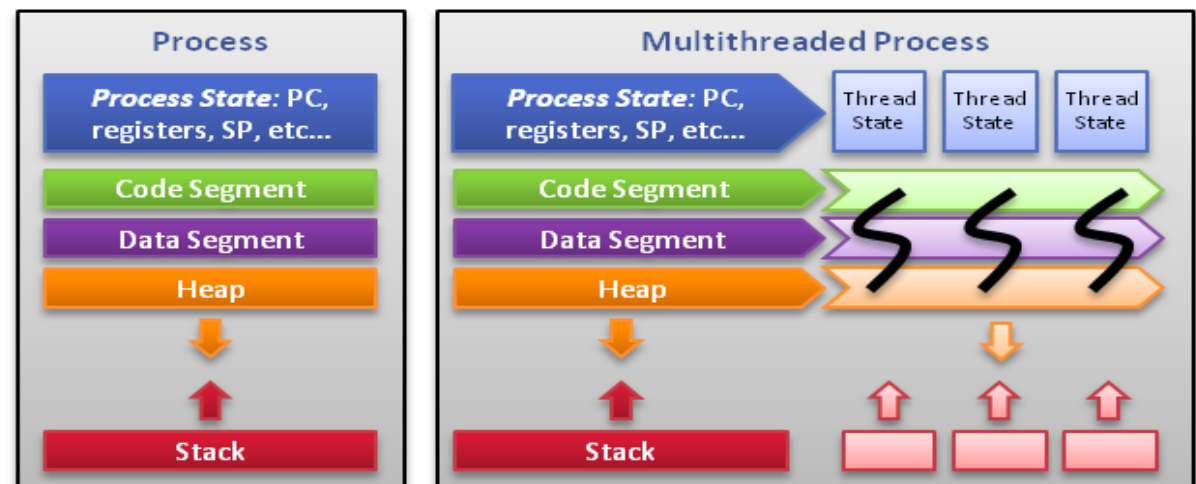 Process
Process State: PC,
registers, SP, etc...
Code Segment
Data Segment
Heap
Stack
Multithreaded Process
Process State: PC,
registers, SP, etc...
Thread
State
Thread
State
Thread
State
Code Segment
Data Segment
Heap
Stack